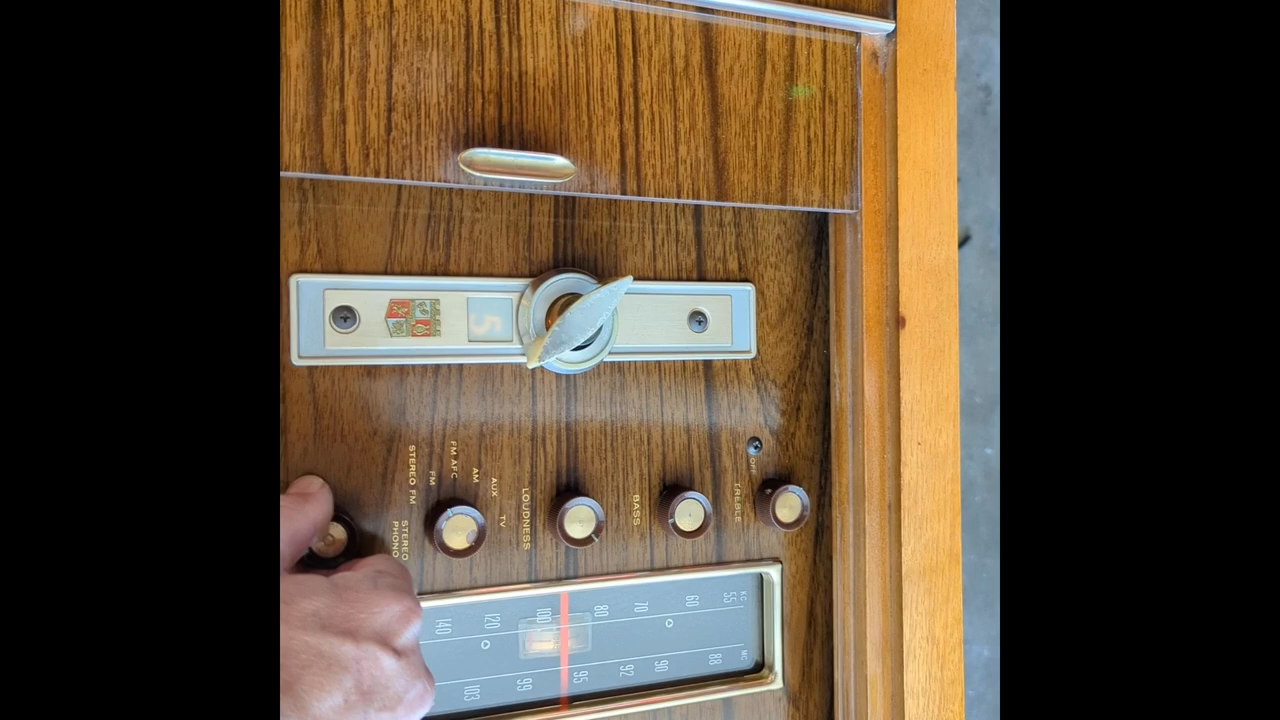 5
OFF
TREBLE
BASS
LOUDNESS
TV
AUX
AM
FM AFC
FM
STEREO FM
STEREO
PHONO
KC 55 60 70 80 100 120 140
MC 88 90 92 95 99 103